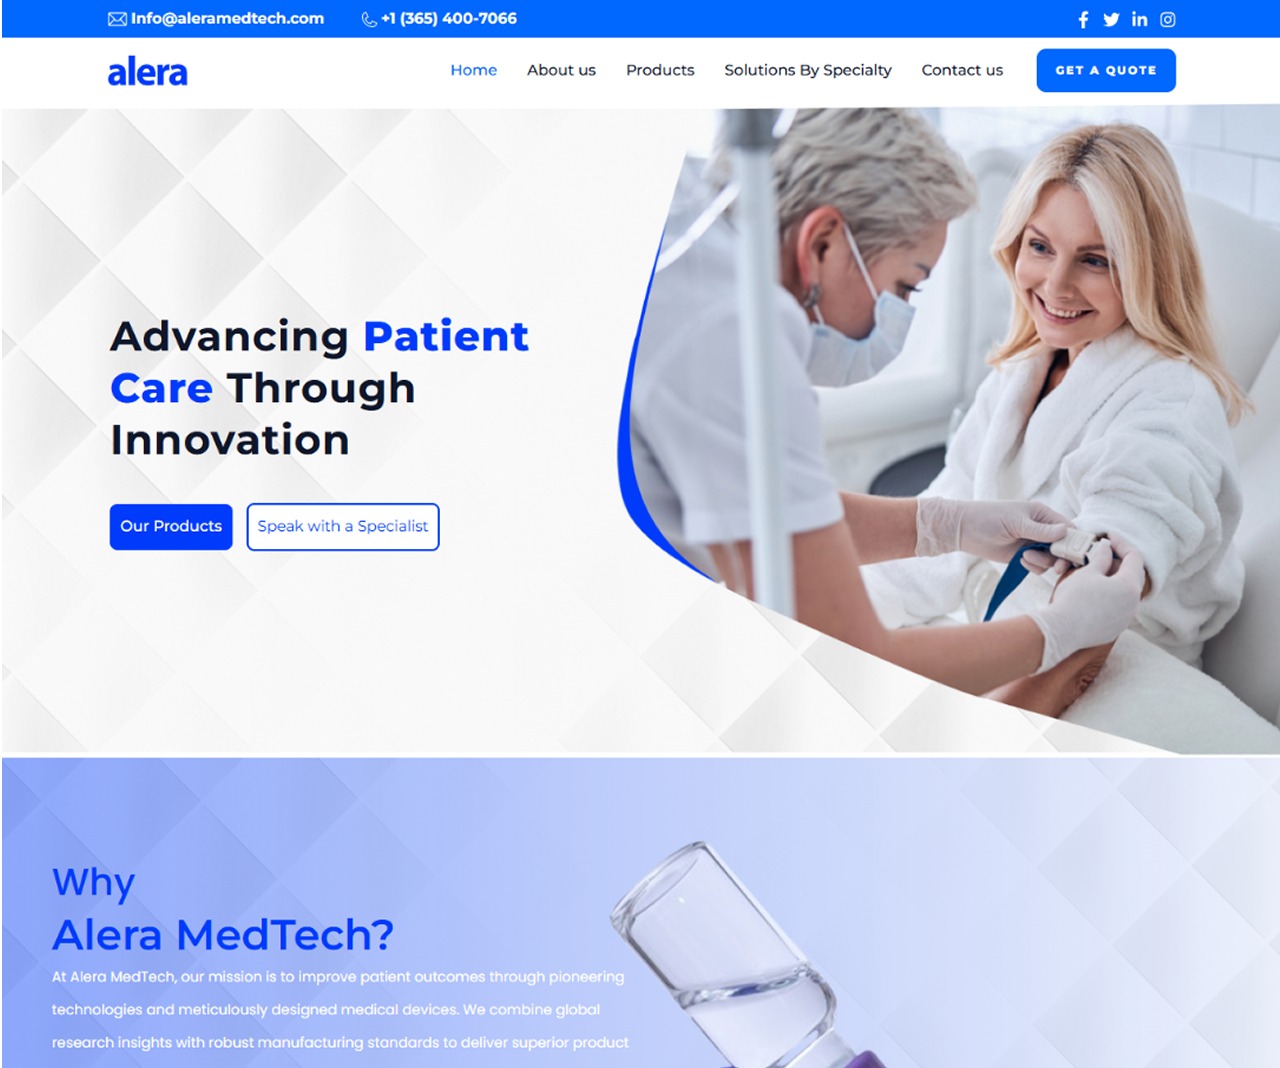 Info@aleramedtech.com
+1 (365) 400-7066
alera
Home
About us
Products
Solutions By Specialty
Contact us
GET A QUOTE
Advancing Patient
Care Through
Innovation
Our Products
Speak with a Specialist
Why
Alera MedTech?
At Alera MedTech, our mission is to improve patient outcomes through pioneering
technologies and meticulously designed medical devices. We combine global
research insights with robust manufacturing standards to deliver superior product